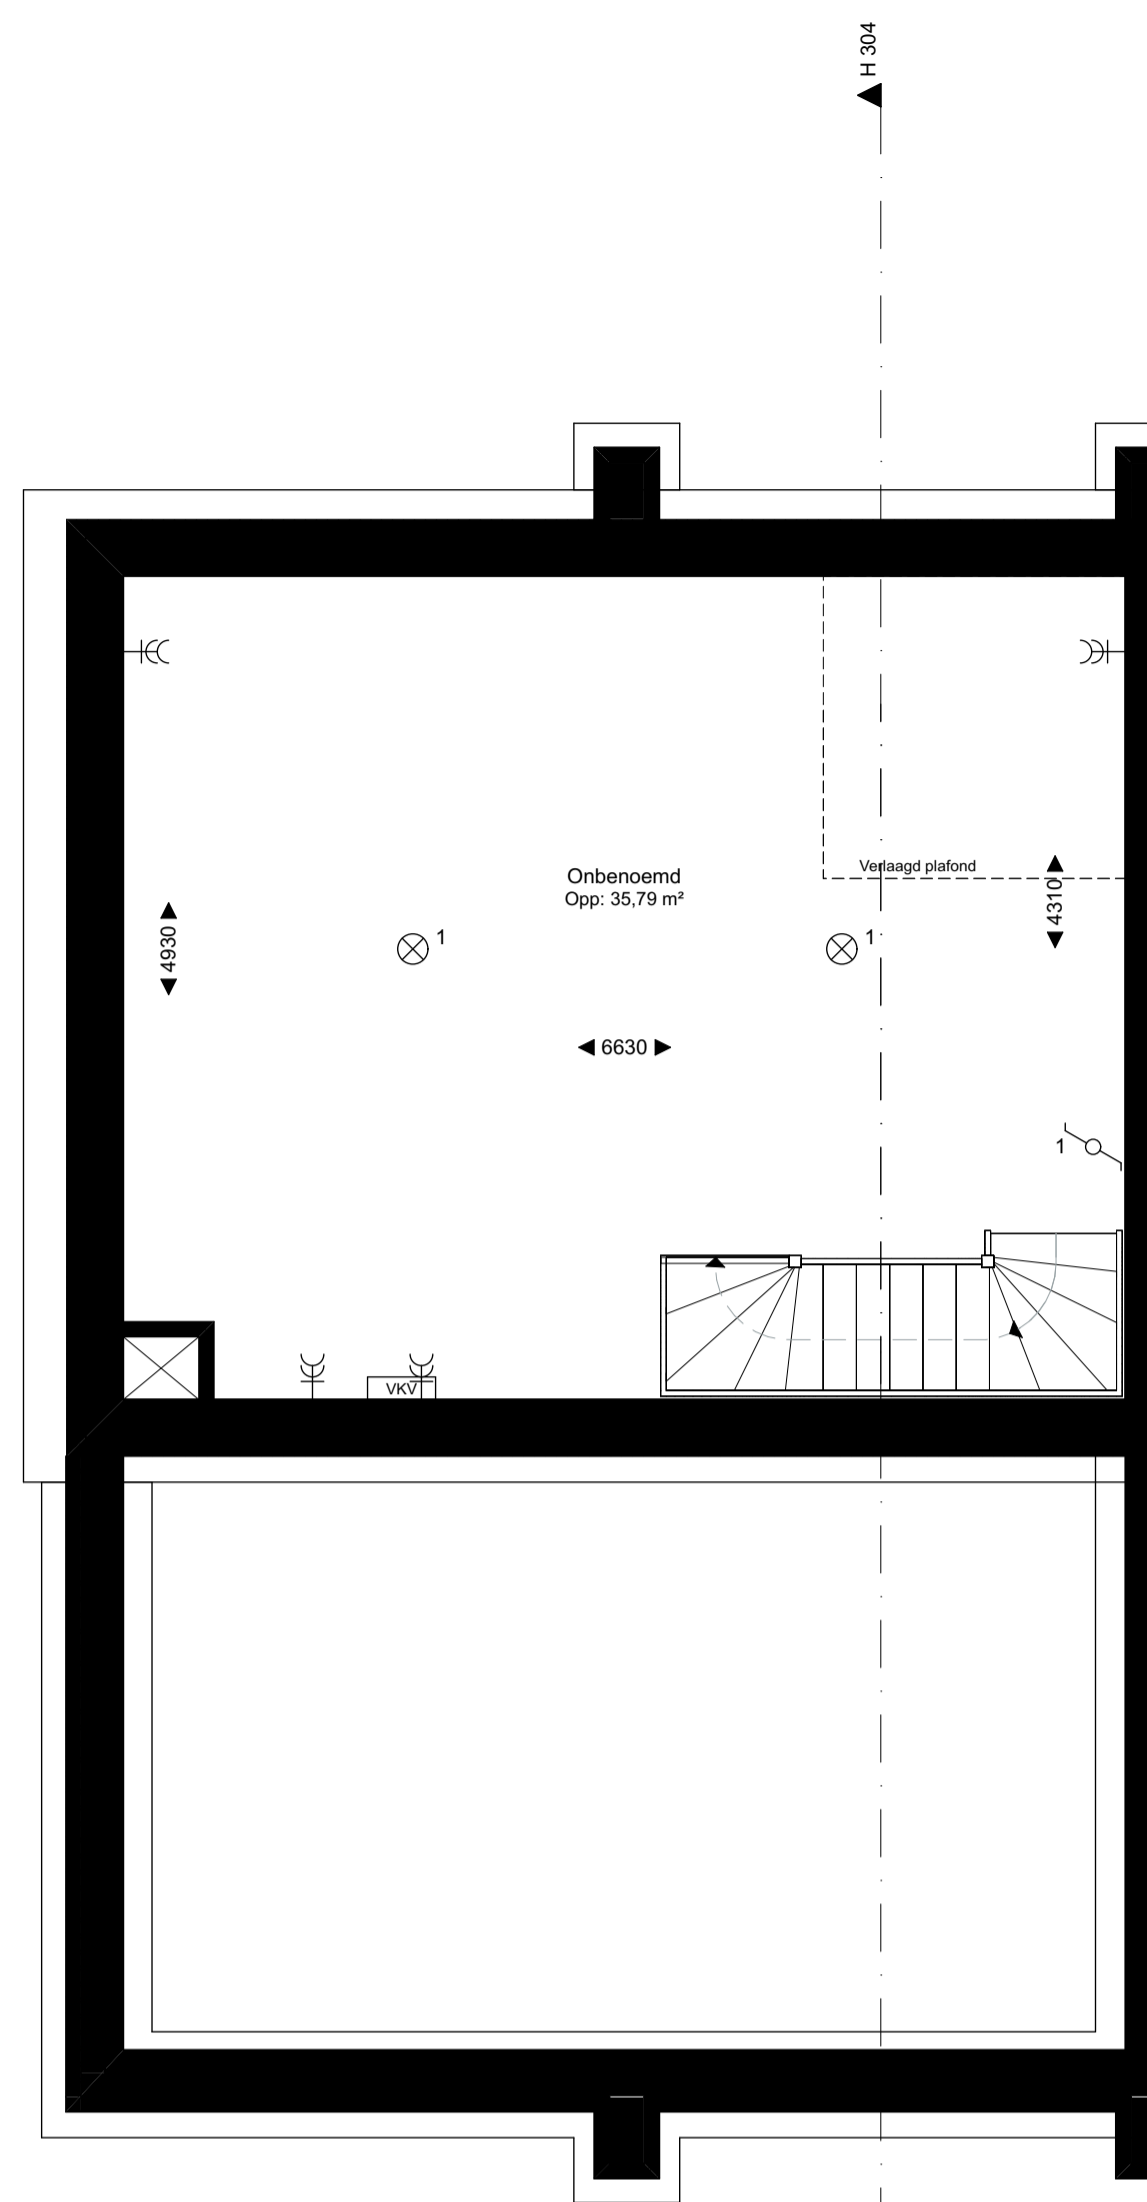 H 304
Verlaagd plafond
Onbenoemd
Opp: 35,79 m²
4310
4930
1
1
6630
1
VKV